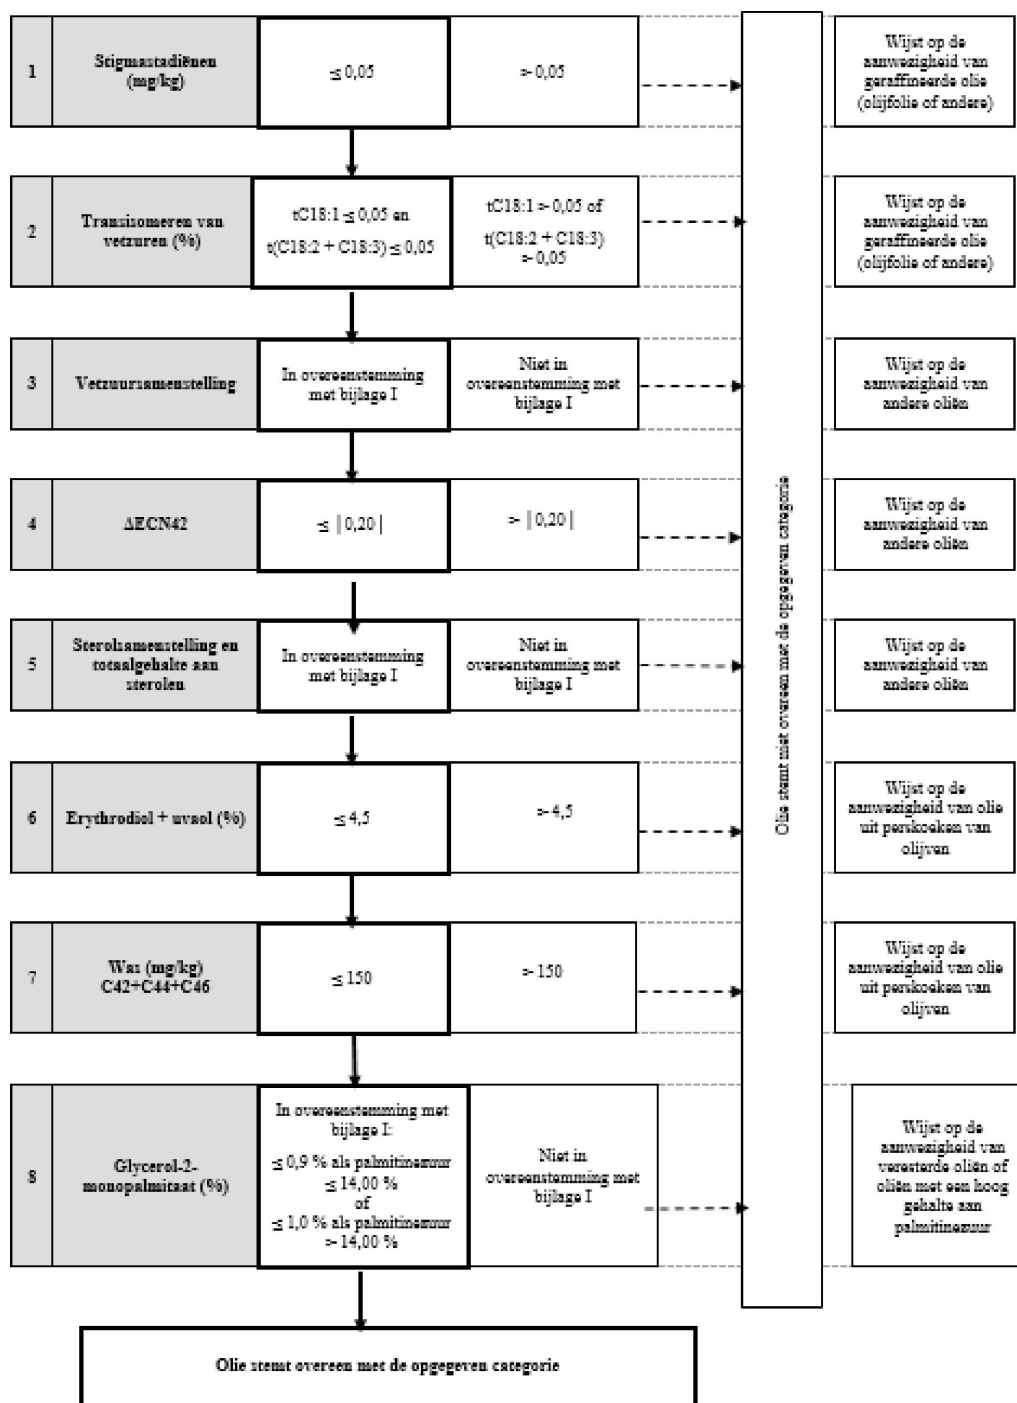 1
Stigmastadiënen
(mg/kg)
≤ 0,05
> 0,05
Wijst op de
aanwezigheid van
geraffineerde olie
(olijfolie of andere)
2
Transisomeren van
vetzuren (%)
tC18:1 ≤ 0,05 en
t(C18:2 + C18:3) ≤ 0,05
tC18:1 > 0,05 of
t(C18:2 + C18:3)
> 0,05
Wijst op de
aanwezigheid van
geraffineerde olie
(olijfolie of andere)
3
Vetzuursamenstelling
In overeenstemming
met bijlage I
Niet in
overeenstemming met
bijlage I
Wijst op de
aanwezigheid van
andere oliën
4
ΔECN42
≤ | 0,20 |
> | 0,20 |
Wijst op de
aanwezigheid van
andere oliën
5
Sterolsamenstelling en
totaalgehalte aan
sterolen
In overeenstemming
met bijlage I
Niet in
overeenstemming met
bijlage I
Wijst op de
aanwezigheid van
andere oliën
6
Erythrodiol + uvaol (%)
≤ 4,5
> 4,5
Wijst op de
aanwezigheid van olie
uit perskoeken van
olijven
7
Was (mg/kg)
C42+C44+C46
≤ 150
> 150
Wijst op de
aanwezigheid van olie
uit perskoeken van
olijven
8
Glycerol-2-
monopalmitaat (%)
In overeenstemming met
bijlage I:
≤ 0,9 % als palmitinezuur
≤ 14,00 %
of
≤ 1,0 % als palmitinezuur
> 14,00 %
Niet in
overeenstemming met
bijlage I
Wijst op de
aanwezigheid van
veresterde oliën of
oliën met een hoog
gehalte aan
palmitinezuur
Olie stemt niet overeen met de opgegeven categorie
Olie stemt overeen met de opgegeven categorie